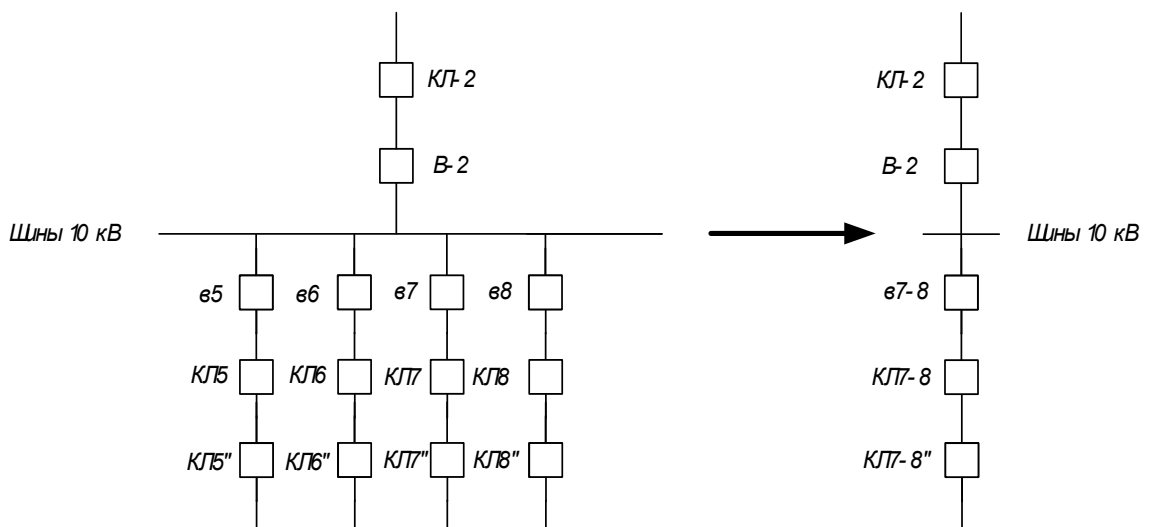 КЛ-2
КЛ-2
В-2
В-2
Шины 10 кВ
Шины 10 кВ
в5
в6
в7
в8
в7-8
КЛ5
КЛ6
КЛ7
КЛ8
КЛ7-8
КЛ5"
КЛ6"
КЛ7"
КЛ8"
КЛ7-8"